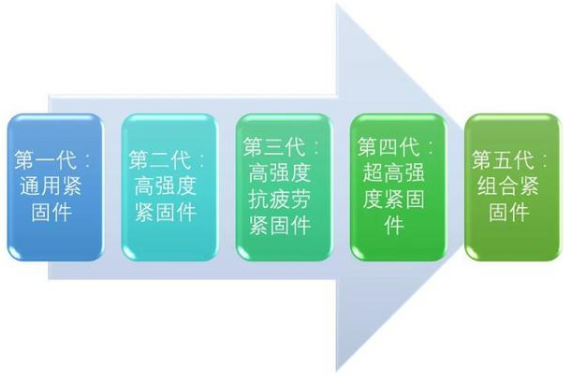 第一代：
通用紧
固件
第二代：
高强度
紧固件
第三代：
高强度
抗疲劳
紧固件
第四代：
超高强
度紧固
件
第五代：
组合紧
固件